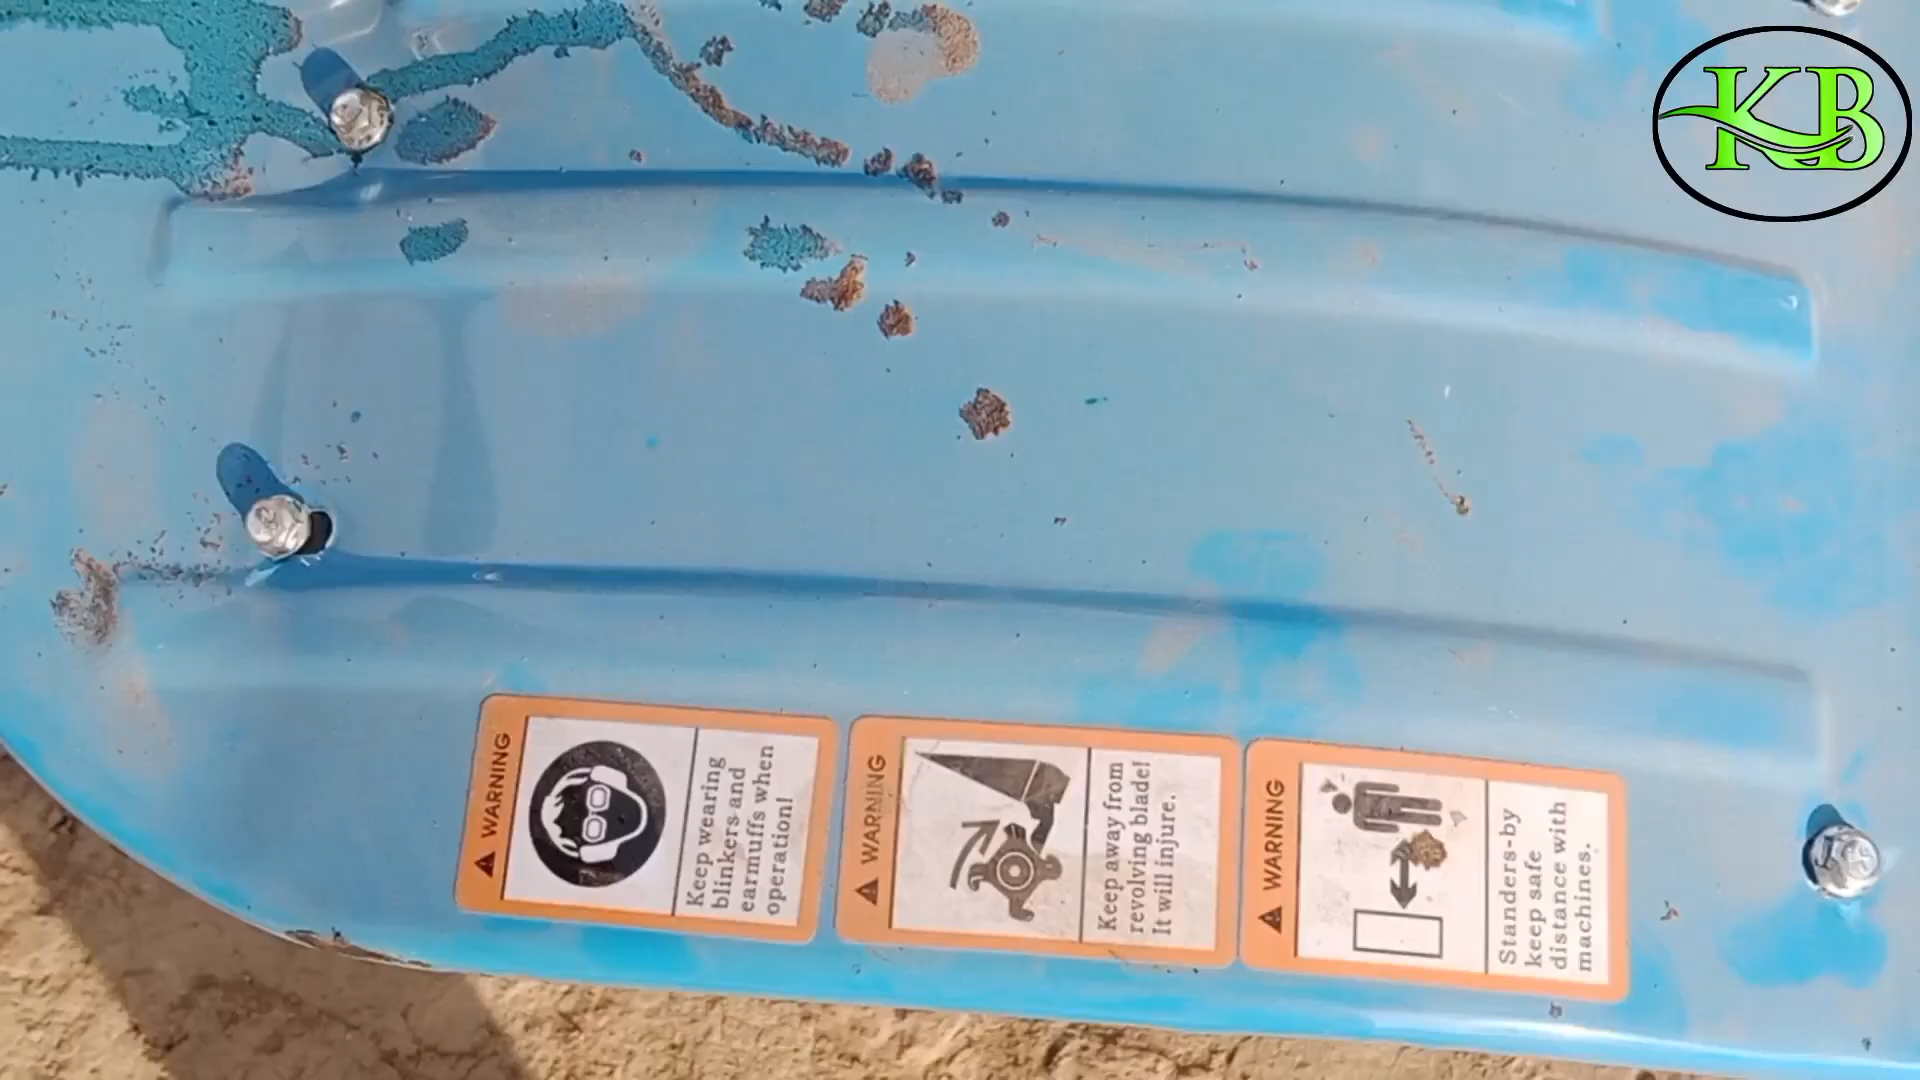 KB
WARNING
Keep wearing
blinkers and
earmuffs when
operation!
WARNING
Keep away from
revolving blade!
It will injure.
WARNING
Standers-by
keep safe
distance with
machines.